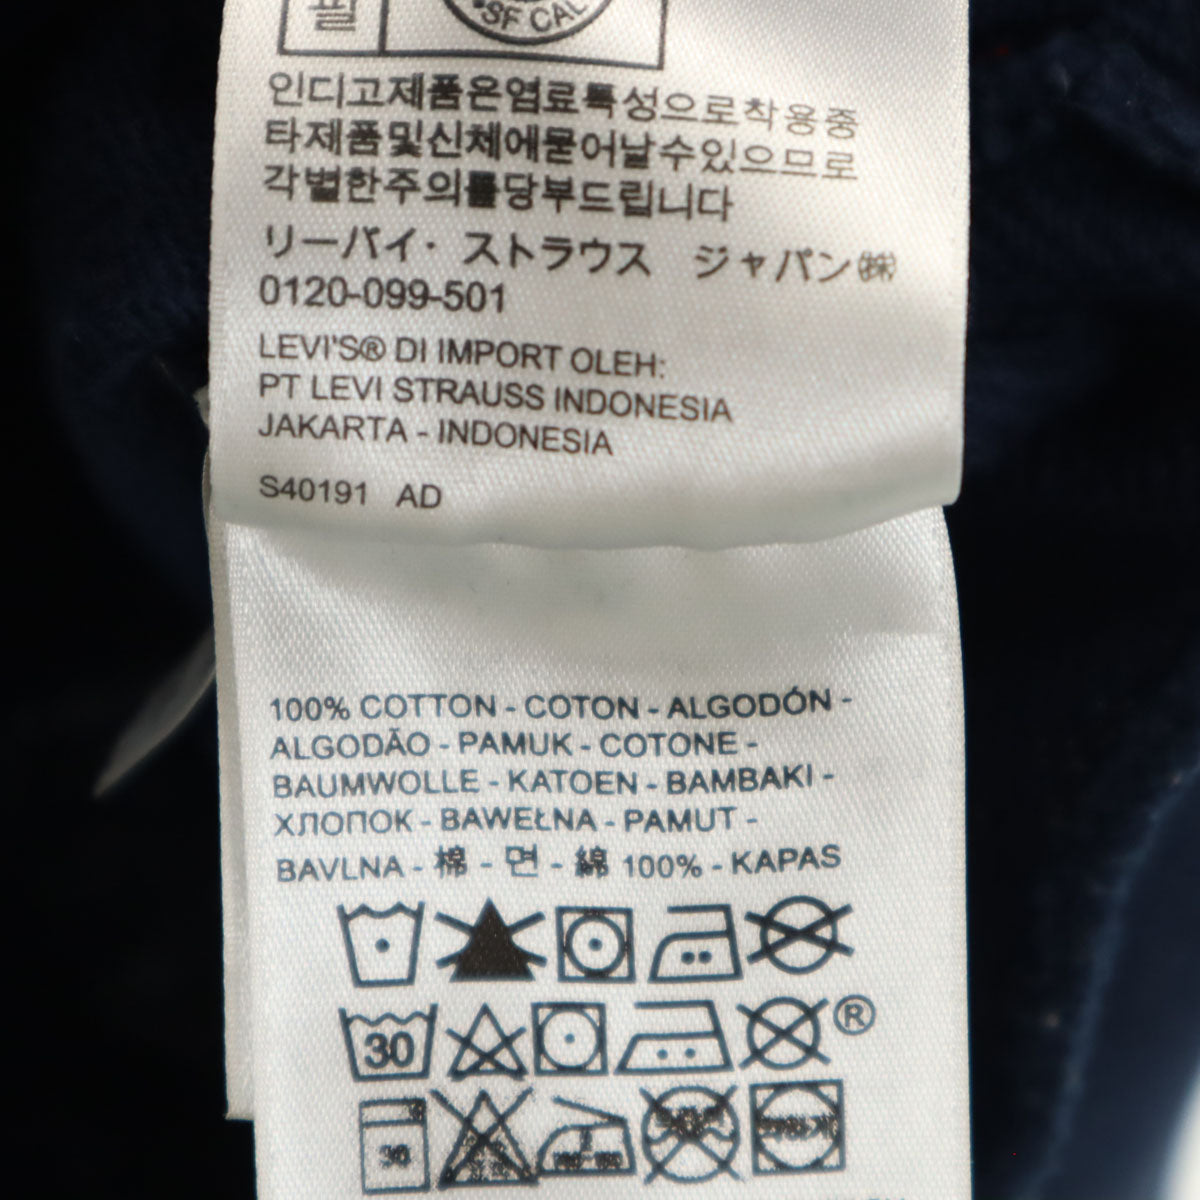 필 SF CAL
인디고제품은염료특성으로착용중
타제품및신체에묻어날수있으므로
각별한주의를당부드립니다
リーバイ・ストラウス ジャパン㈱
0120-099-501
LEVI'S® DI IMPORT OLEH:
PT LEVI STRAUSS INDONESIA
JAKARTA - INDONESIA
S40191 AD
100% COTTON - COTON - ALGODÓN -
ALGODÃO - PAMUK - COTONE -
BAUMWOLLE - KATOEN - BAMBAKI -
ХЛОПОК - BAWEŁNA - PAMUT -
BAVLNA - 棉 - 면 - 綿 100% - KAPAS
30 ®
30